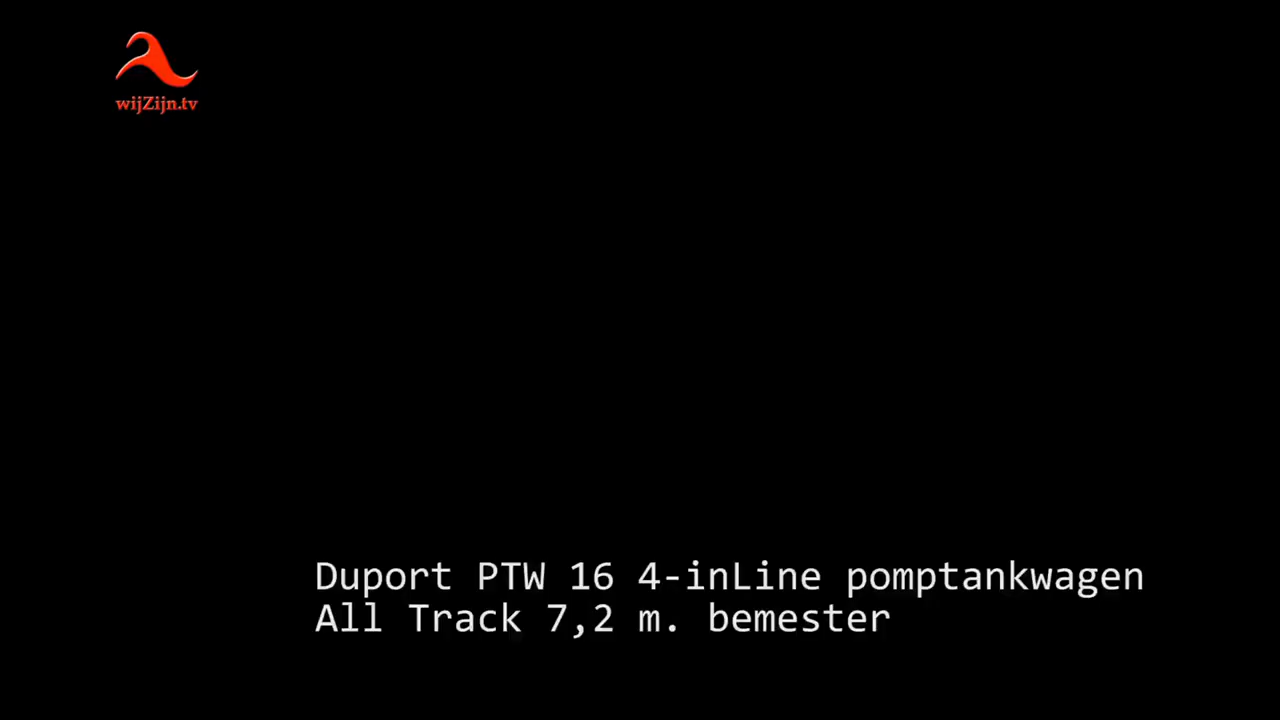 wijZijn.tv
Duport PTW 16 4-inLine pomptankwagen
All Track 7,2 m. bemester